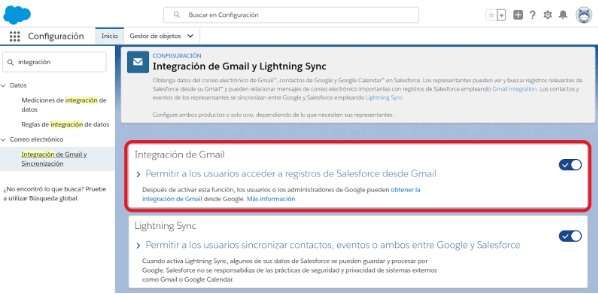 Buscar en Configuración
Configuración
Inicio
Gestor de objetos
integración
Datos
Mediciones de integración de
datos
Reglas de integración de datos
Correo electrónico
Integración de Gmail y
Sincronización
¿No encontró lo que busca? Pruebe
a utilizar Búsqueda global.
CONFIGURACIÓN
Integración de Gmail y Lightning Sync
Obtenga datos del correo electrónico de Gmail™, contactos de Google y Google Calendar™ en Salesforce. Los representantes pueden ver y buscar registros relevantes de
Salesforce desde su Gmail™ y pueden relacionar mensajes de correo electrónico importantes con registros de Salesforce empleando Gmail Integration. Los contactos y
eventos de los representantes se sincronizan entre Google y Salesforce empleando Lightning Sync.
Configure ambos productos o solo uno, dependiendo de lo que necesiten sus representantes.
Integración de Gmail
Permitir a los usuarios acceder a registros de Salesforce desde Gmail
Después de activar esta función, los usuarios o los administradores de Google pueden obtener la
integración de Gmail desde Google. Más información
Lightning Sync
Permitir a los usuarios sincronizar contactos, eventos o ambos entre Google y Salesforce
Cuando activa Lightning Sync, algunos de sus datos de Salesforce se pueden guardar y procesar por
Google. Salesforce no se responsabiliza de las prácticas de seguridad y privacidad de sistemas externos
como Gmail o Google Calendar.